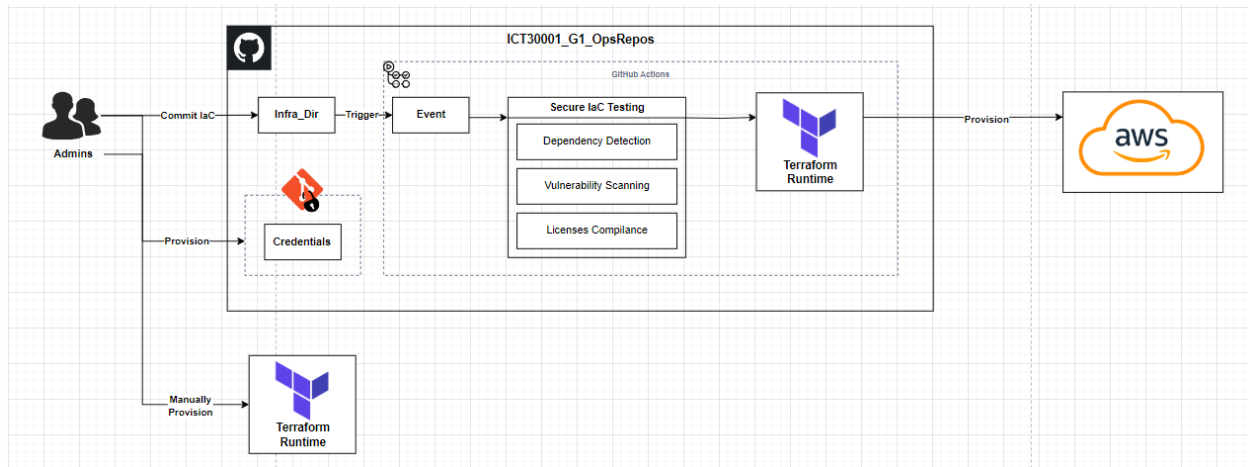 ICT30001_G1_OpsRepos
GitHub Actions
Admins
Commit IaC
Infra_Dir
Trigger
Event
Secure IaC Testing
Dependency Detection
Vulnerability Scanning
Licenses Compilance
Terraform
Runtime
Provision
aws
Provision
Credentials
Manually
Provision
Terraform
Runtime